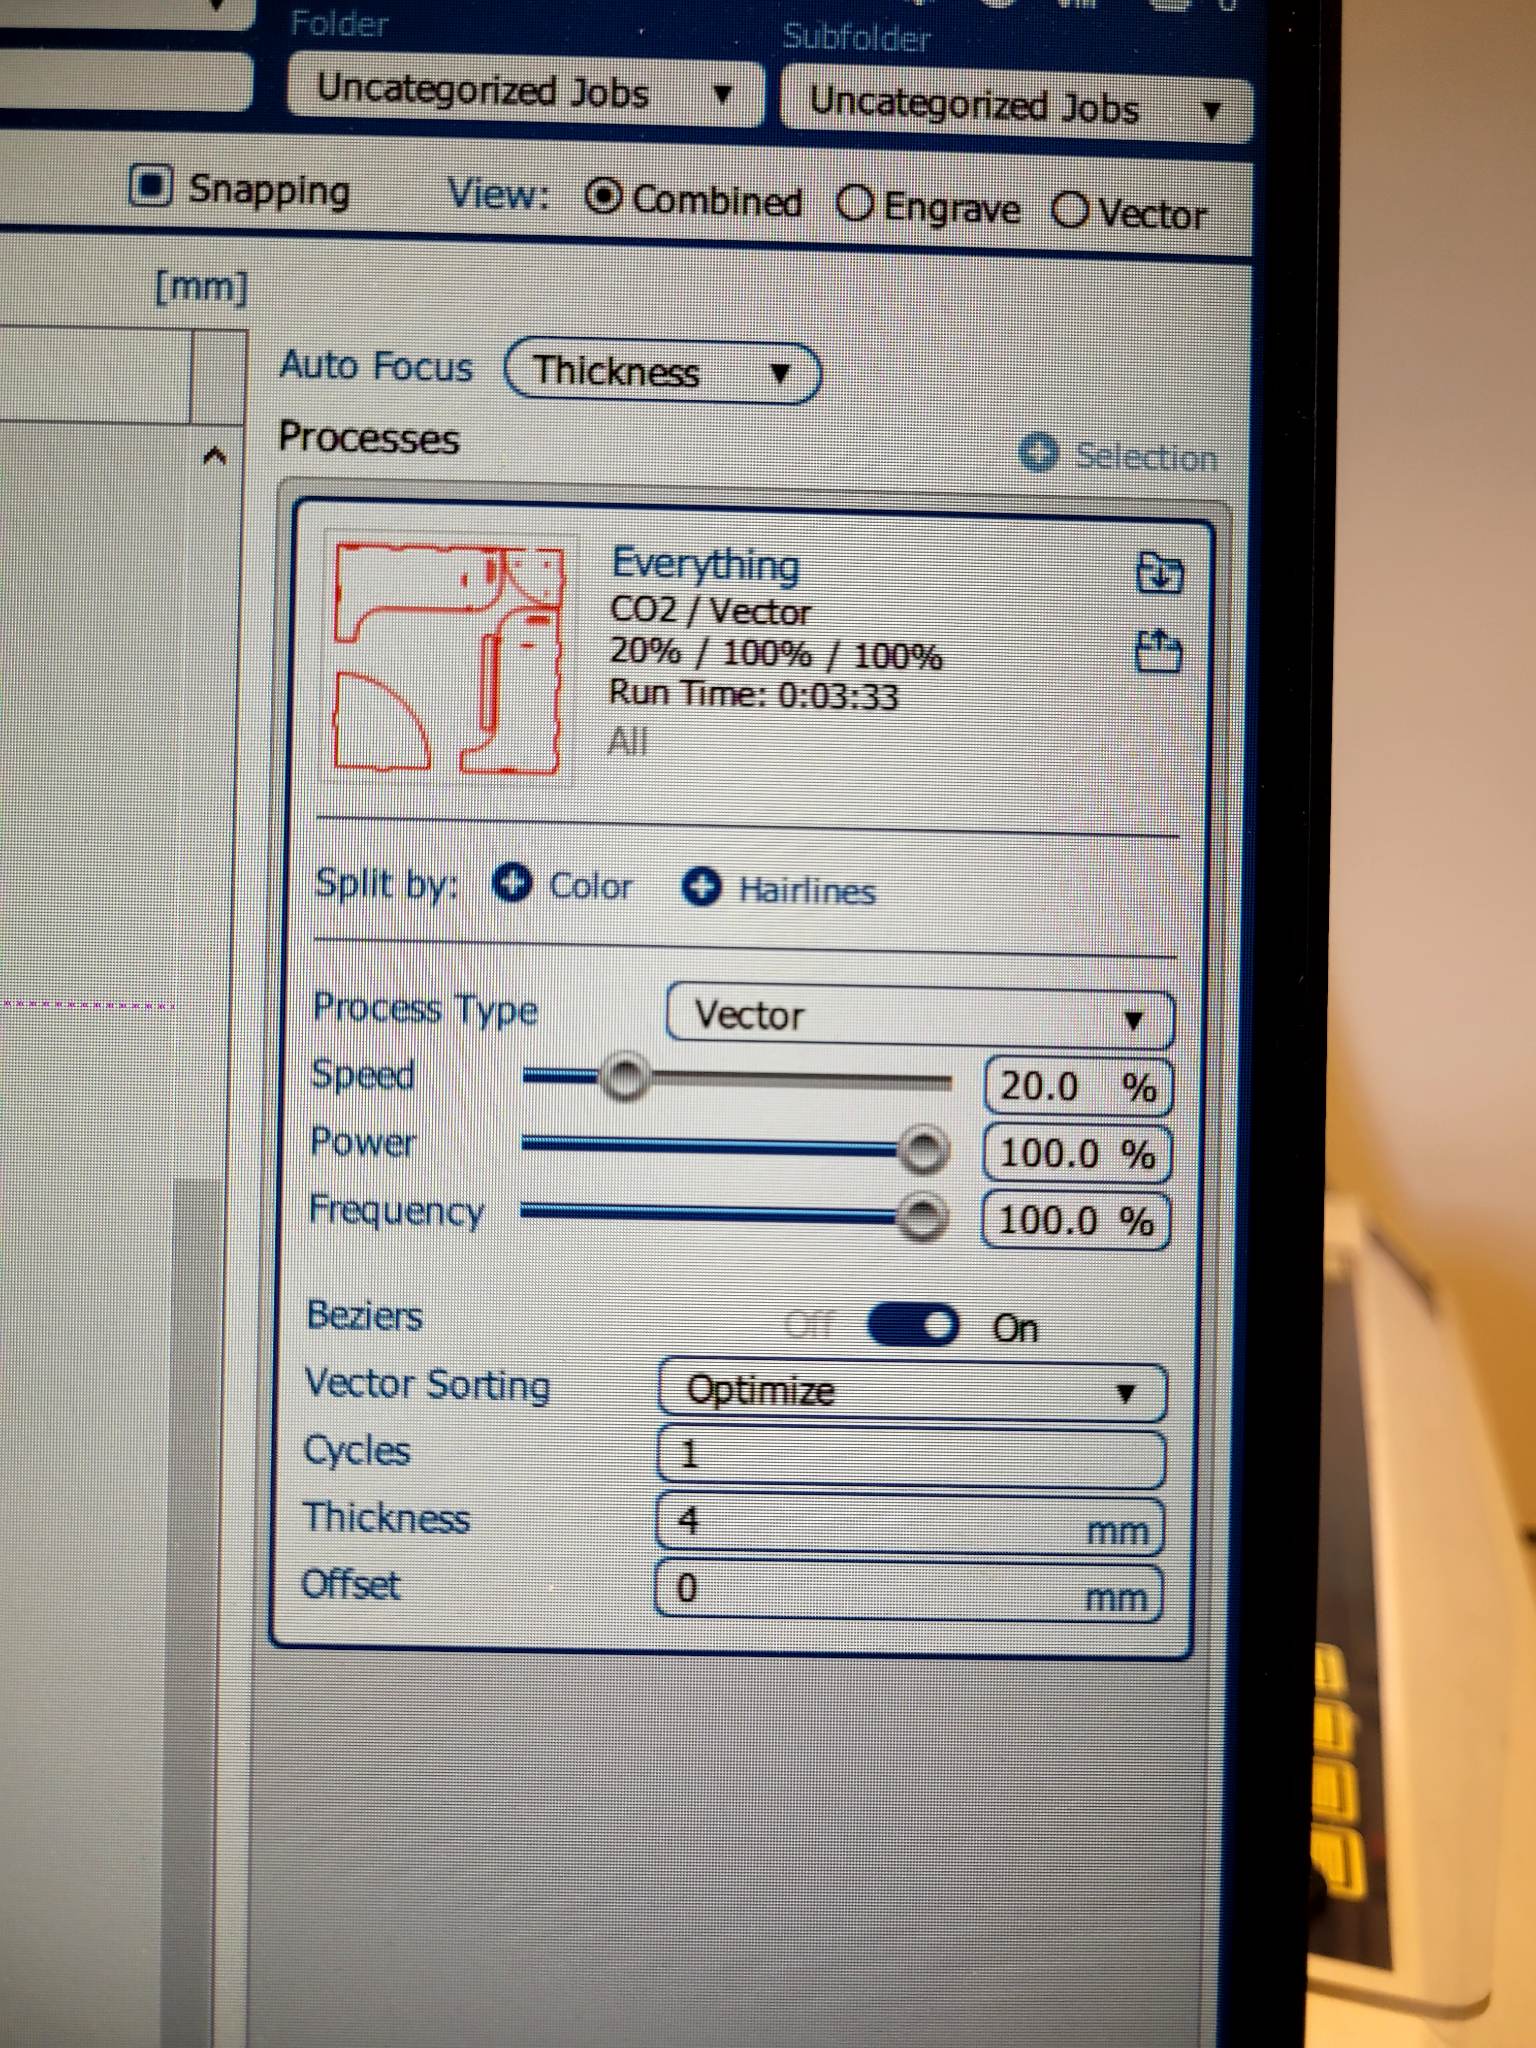 Folder
Subfolder
Uncategorized Jobs
Uncategorized Jobs
Snapping
View:
Combined
Engrave
Vector
[mm]
Auto Focus
Thickness
Processes
Selection
Everything
CO2 / Vector
20% / 100% / 100%
Run Time: 0:03:33
All
Split by:
Color
Hairlines
Process Type
Vector
Speed
20.0 %
Power
100.0 %
Frequency
100.0 %
Beziers
Off
On
Vector Sorting
Optimize
Cycles
1
Thickness
4 mm
Offset
0 mm